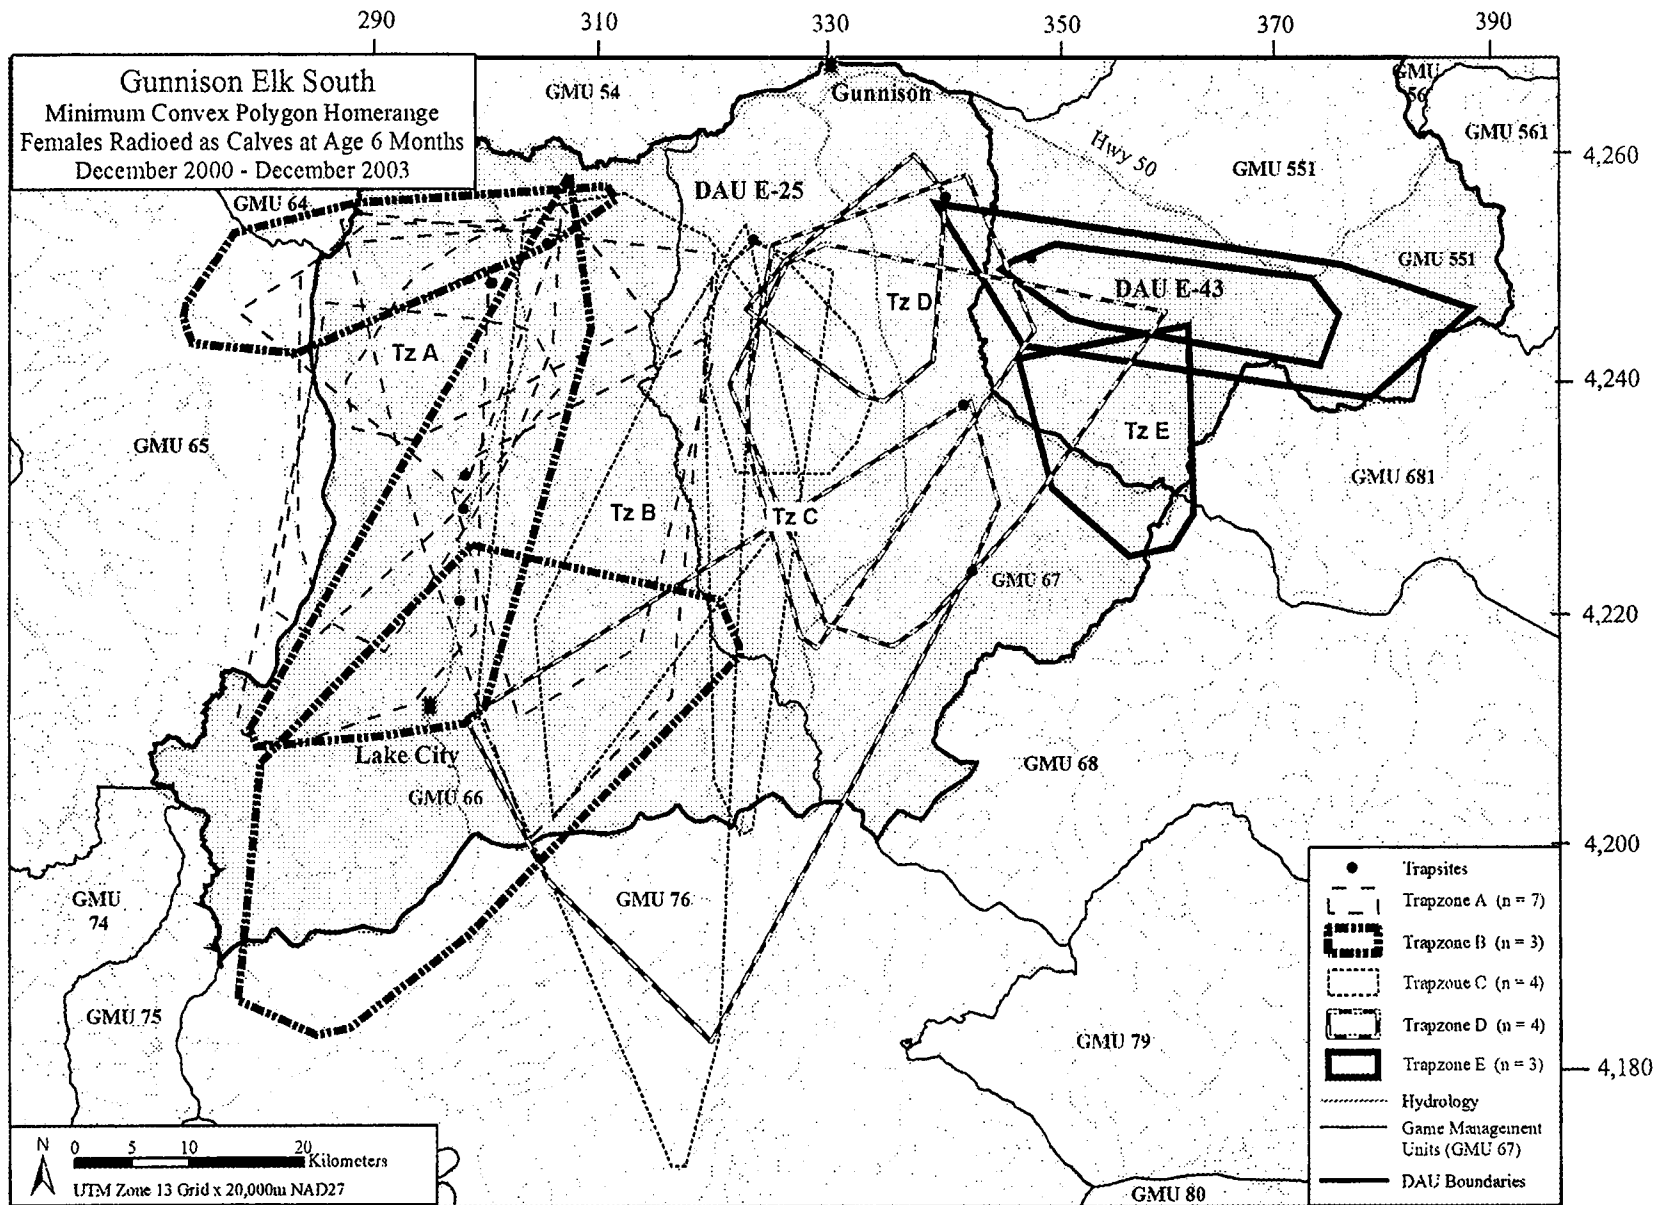 290
310
330
350
370
390
Gunnison Elk South
Minimum Convex Polygon Homerange
Females Radioed as Calves at Age 6 Months
December 2000 - December 2003
GMU 54
Gunnison
GMU
56
GMU 561
4,260
Hwy 50
GMU 551
GMU 64
DAU E-25
GMU 551
Tz D
DAU E-43
Tz A
4,240
GMU 65
Tz E
GMU 681
Tz B
Tz C
GMU 67
4,220
Lake City
GMU 66
GMU 68
4,200
GMU
74
GMU 76
GMU 75
GMU 79
4,180
GMU 80
Trapsites
Trapzone A (n = 7)
Trapzone B (n = 3)
Trapzone C (n = 4)
Trapzone D (n = 4)
Trapzone E (n = 3)
Hydrology
Game Management
Units (GMU 67)
DAU Boundaries
N
0 5 10 20
Kilometers
UTM Zone 13 Grid x 20,000m NAD27